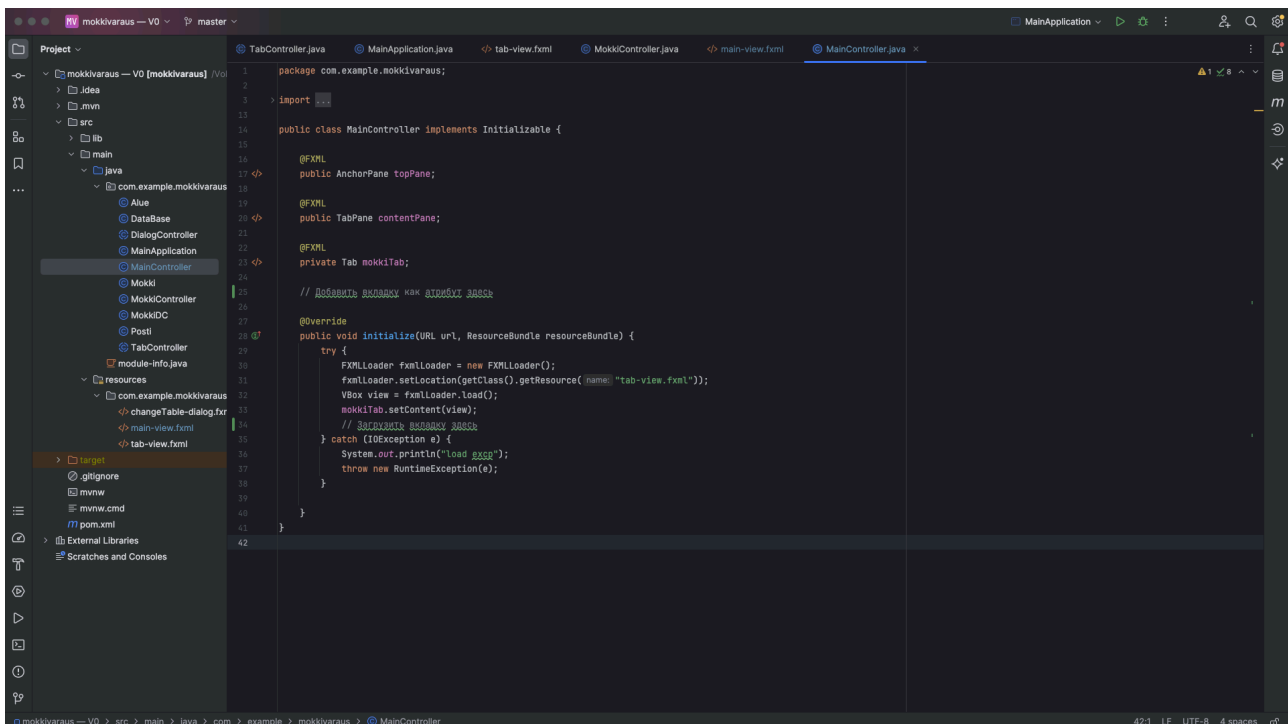 MV mokkivaraus — V0 master MainApplication
Project
TabController.java MainApplication.java tab-view.fxml MokkiController.java main-view.fxml MainController.java
mokkivaraus — V0 [mokkivaraus] /Vol
.idea
.mvn
src
lib
main
java
com.example.mokkivaraus
Alue
DataBase
DialogController
MainApplication
MainController
Mokki
MokkiController
MokkiDC
Posti
TabController
module-info.java
resources
com.example.mokkivaraus
changeTable-dialog.fxm
main-view.fxml
tab-view.fxml
target
.gitignore
mvnw
mvnw.cmd
pom.xml
External Libraries
Scratches and Consoles
1 package com.example.mokkivaraus;
2
3 import ...
13
14 public class MainController implements Initializable {
15
16 @FXML
17 public AnchorPane topPane;
18
19 @FXML
20 public TabPane contentPane;
21
22 @FXML
23 private Tab mokkiTab;
24
25 // Добавить вкладку как атрибут здесь
26
27 @Override
28 public void initialize(URL url, ResourceBundle resourceBundle) {
29 try {
30 FXMLLoader fxmlLoader = new FXMLLoader();
31 fxmlLoader.setLocation(getClass().getResource( name: "tab-view.fxml"));
32 VBox view = fxmlLoader.load();
33 mokkiTab.setContent(view);
34 // Загрузить вкладку здесь
35 } catch (IOException e) {
36 System.out.println("load excp");
37 throw new RuntimeException(e);
38 }
39
40 }
41 }
42
1 8
mokkivaraus — V0 > src > main > java > com > example > mokkivaraus > MainController 42:1 LF UTF-8 4 spaces